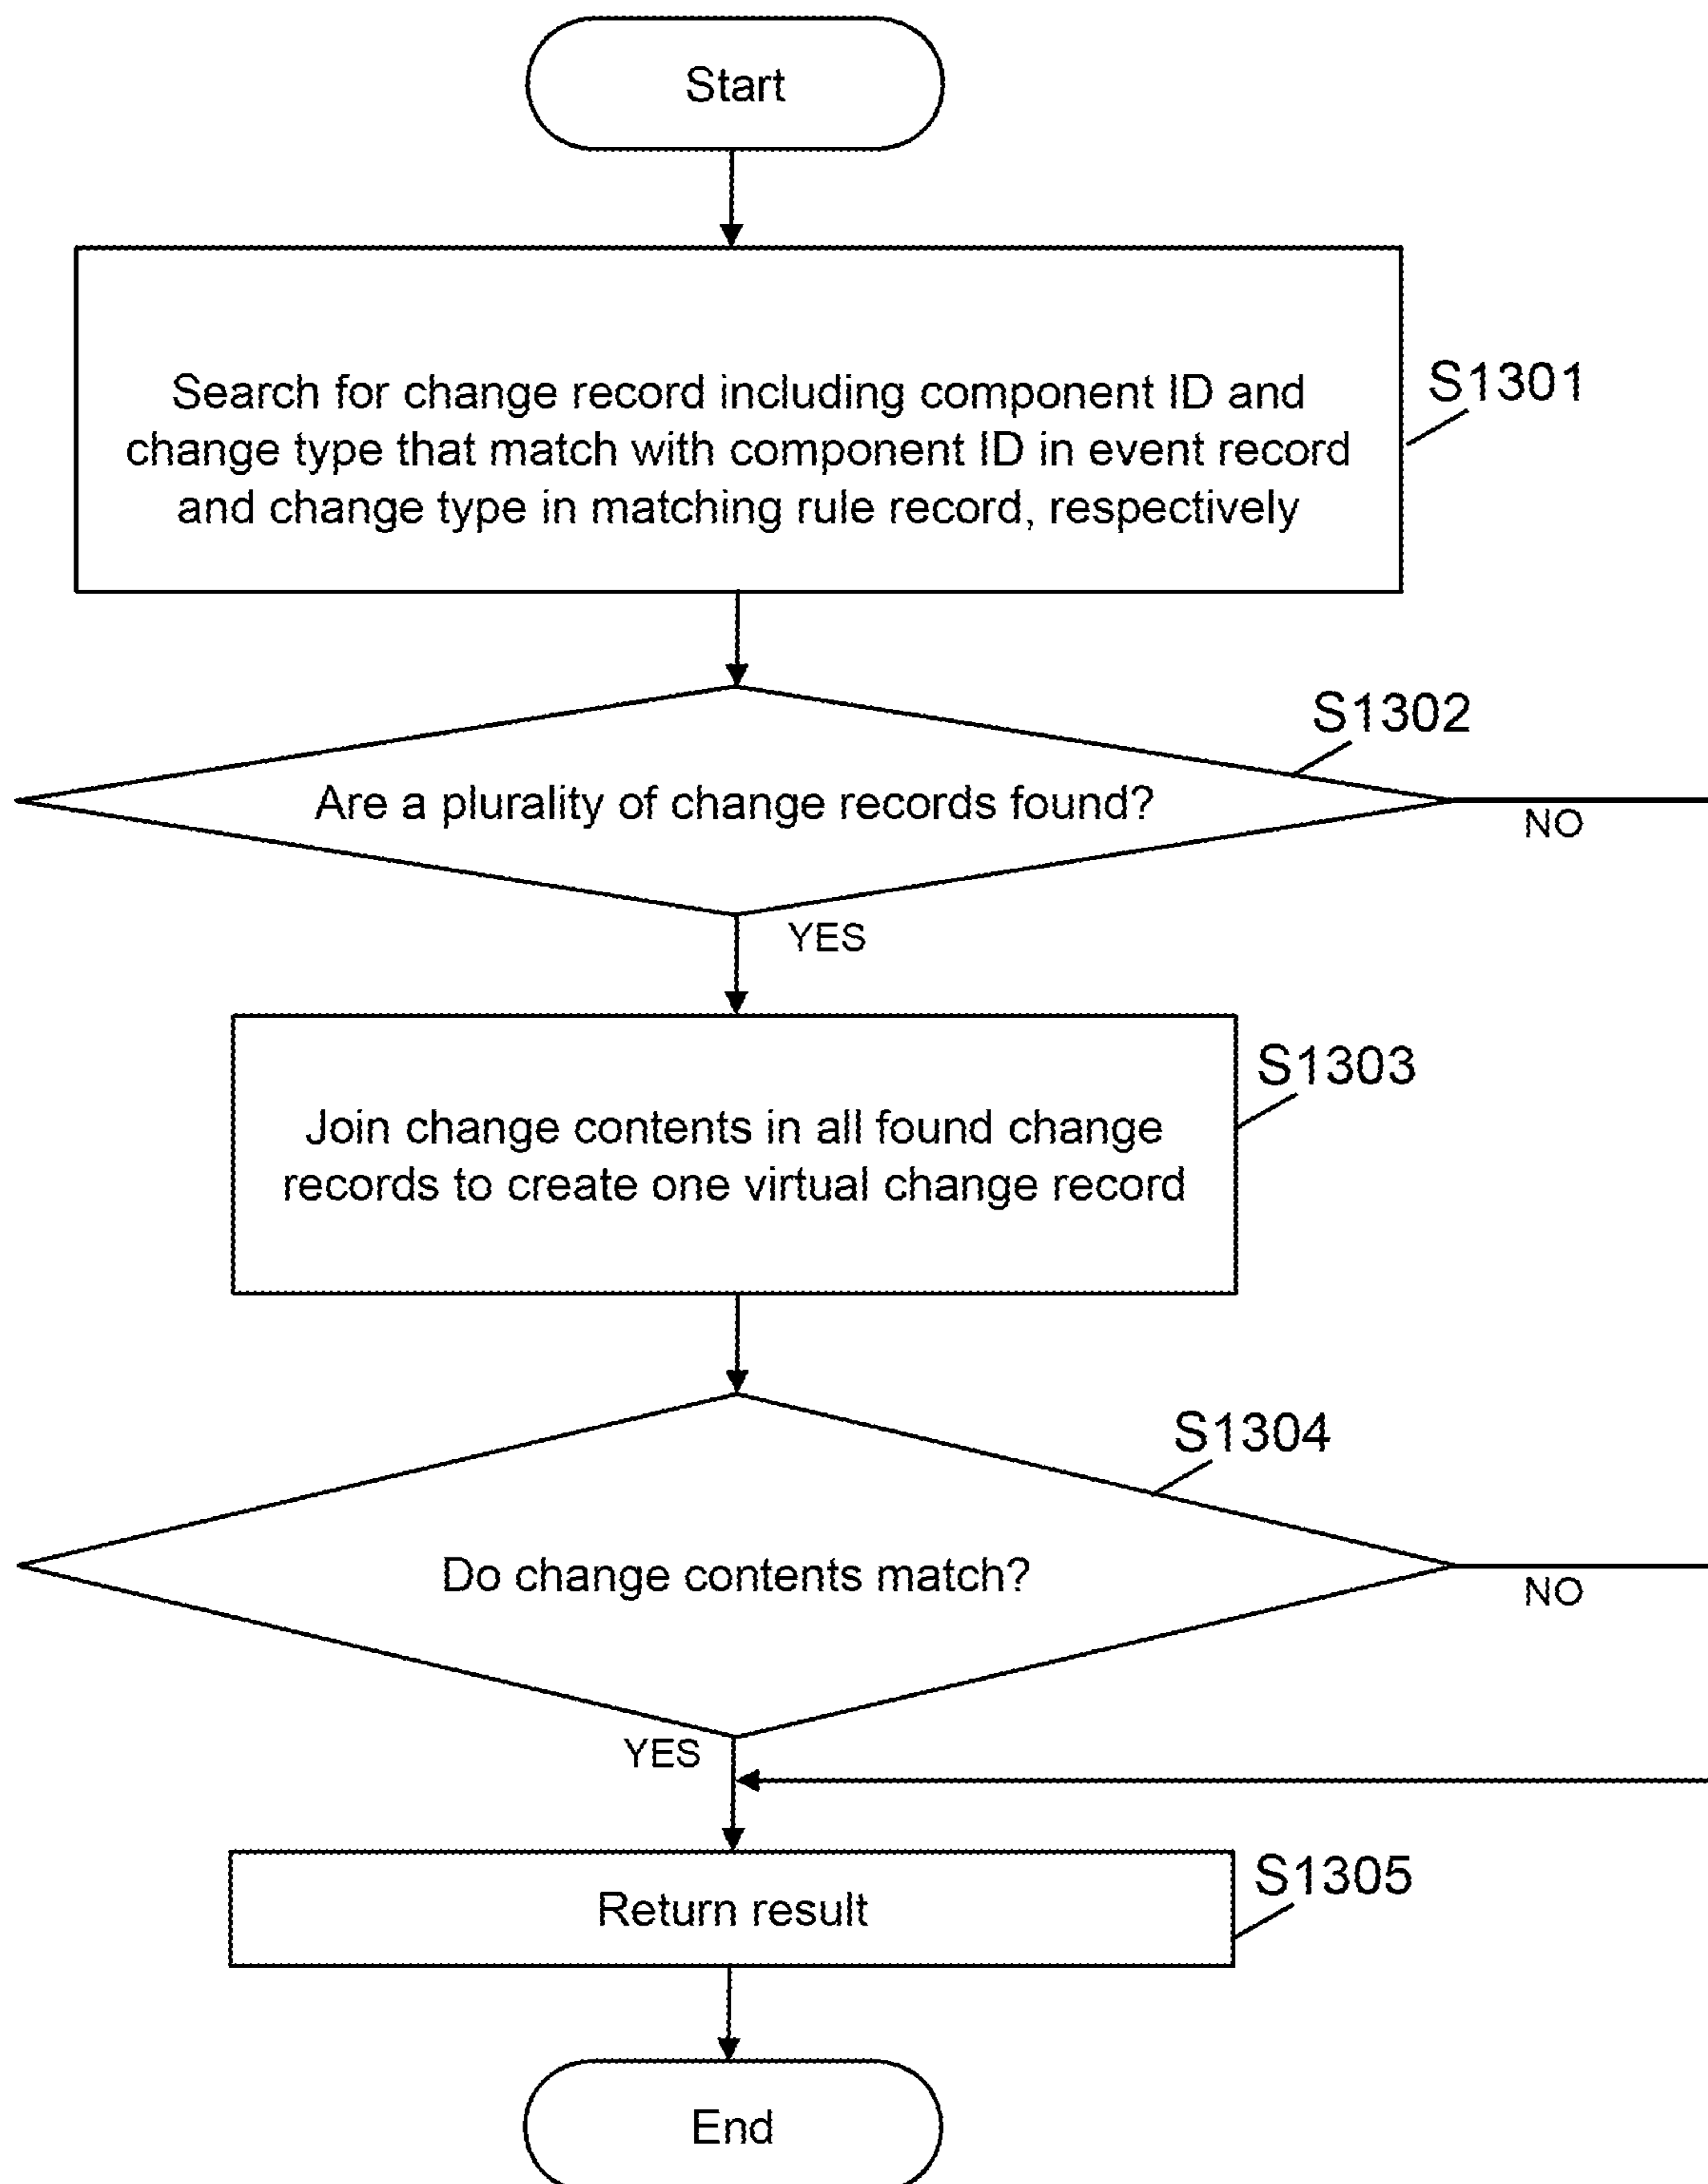 Start
Search for change record including component ID and
change type that match with component ID in event record
and change type in matching rule record, respectively
S1301
S1302
Are a plurality of change records found?
NO
YES
S1303
Join change contents in all found change
records to create one virtual change record
S1304
Do change contents match?
NO
YES
S1305
Return result
End